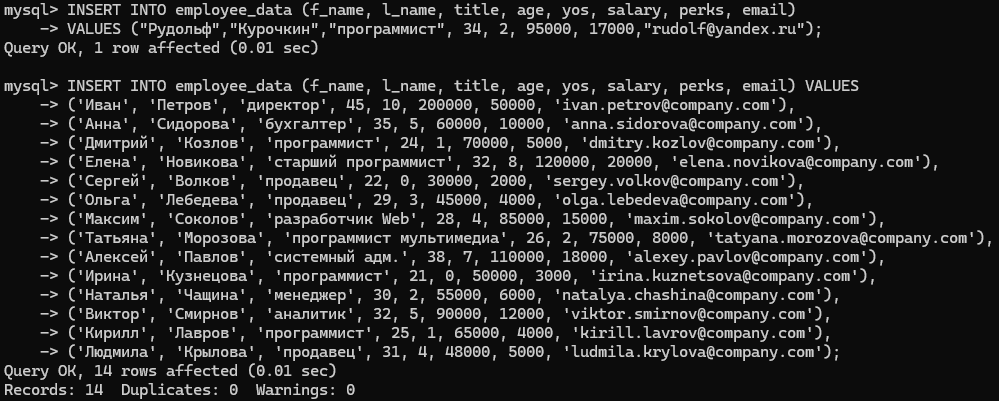 mysql> INSERT INTO employee_data (f_name, l_name, title, age, yos, salary, perks, email)
    -> VALUES ("Рудольф","Курочкин","программист", 34, 2, 95000, 17000,"rudolf@yandex.ru");
Query OK, 1 row affected (0.01 sec)

mysql> INSERT INTO employee_data (f_name, l_name, title, age, yos, salary, perks, email) VALUES
    -> ('Иван', 'Петров', 'директор', 45, 10, 200000, 50000, 'ivan.petrov@company.com'),
    -> ('Анна', 'Сидорова', 'бухгалтер', 35, 5, 60000, 10000, 'anna.sidorova@company.com'),
    -> ('Дмитрий', 'Козлов', 'программист', 24, 1, 70000, 5000, 'dmitry.kozlov@company.com'),
    -> ('Елена', 'Новикова', 'старший программист', 32, 8, 120000, 20000, 'elena.novikova@company.com'),
    -> ('Сергей', 'Волков', 'продавец', 22, 0, 30000, 2000, 'sergey.volkov@company.com'),
    -> ('Ольга', 'Лебедева', 'продавец', 29, 3, 45000, 4000, 'olga.lebedeva@company.com'),
    -> ('Максим', 'Соколов', 'разработчик Web', 28, 4, 85000, 15000, 'maxim.sokolov@company.com'),
    -> ('Татьяна', 'Морозова', 'программист мультимедиа', 26, 2, 75000, 8000, 'tatyana.morozova@company.com'),
    -> ('Алексей', 'Павлов', 'системный адм.', 38, 7, 110000, 18000, 'alexey.pavlov@company.com'),
    -> ('Ирина', 'Кузнецова', 'программист', 21, 0, 50000, 3000, 'irina.kuznetsova@company.com'),
    -> ('Наталья', 'Чащина', 'менеджер', 30, 2, 55000, 6000, 'natalya.chashina@company.com'),
    -> ('Виктор', 'Смирнов', 'аналитик', 32, 5, 90000, 12000, 'viktor.smirnov@company.com'),
    -> ('Кирилл', 'Лавров', 'программист', 25, 1, 65000, 4000, 'kirill.lavrov@company.com'),
    -> ('Людмила', 'Крылова', 'продавец', 31, 4, 48000, 5000, 'ludmila.krylova@company.com');
Query OK, 14 rows affected (0.01 sec)
Records: 14  Duplicates: 0  Warnings: 0